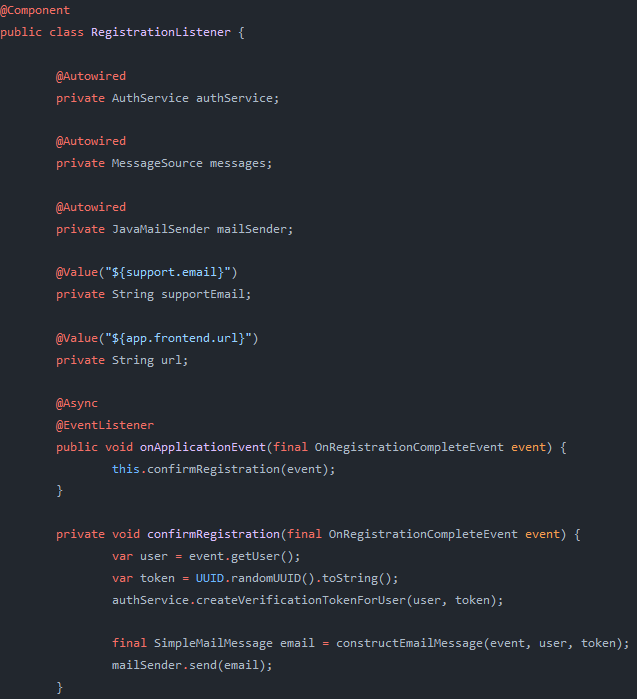 @Component
public class RegistrationListener {
@Autowired
private AuthService authService;
@Autowired
private MessageSource messages;
@Autowired
private JavaMailSender mailSender;
@Value("${support.email}")
private String supportEmail;
@Value("${app.frontend.url}")
private String url;
@Async
@EventListener
public void onApplicationEvent(final OnRegistrationCompleteEvent event) {
this.confirmRegistration(event);
}
private void confirmRegistration(final OnRegistrationCompleteEvent event) {
var user = event.getUser();
var token = UUID.randomUUID().toString();
authService.createVerificationTokenForUser(user, token);
final SimpleMailMessage email = constructEmailMessage(event, user, token);
mailSender.send(email);
}